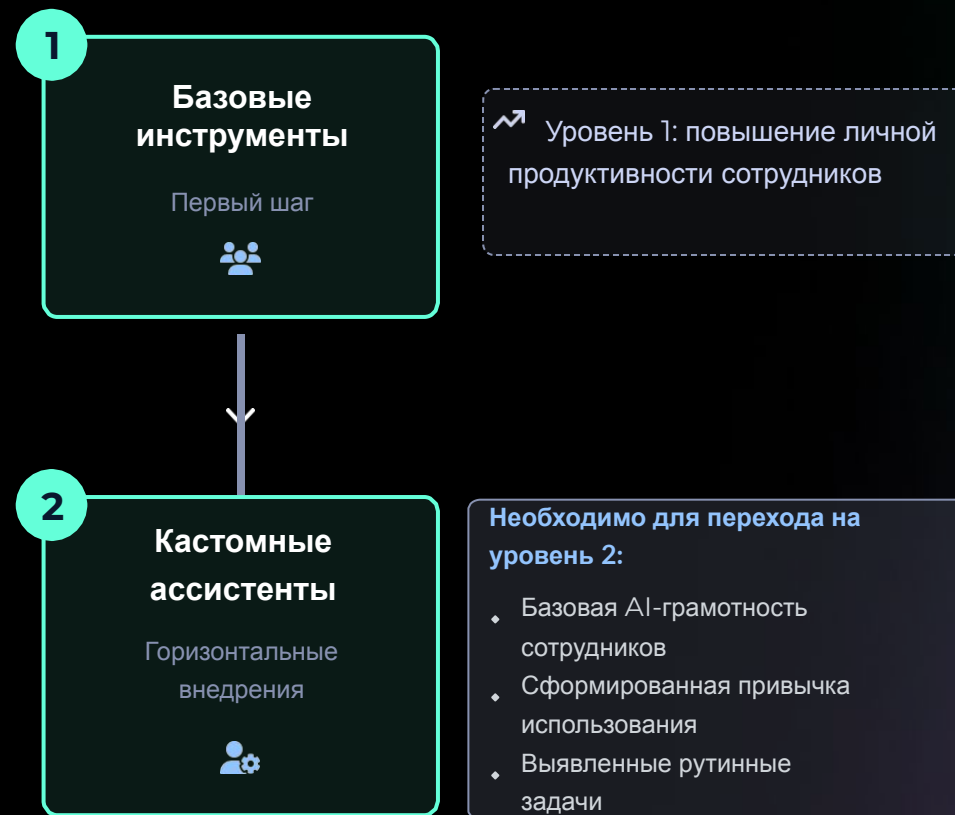 1
Базовые
инструменты
Первый шаг
Уровень 1: повышение личной
продуктивности сотрудников
2
Кастомные
ассистенты
Горизонтальные
внедрения
Необходимо для перехода на
уровень 2:
Базовая AI-грамотность
сотрудников
Сформированная привычка
использования
Выявленные рутинные
задачи